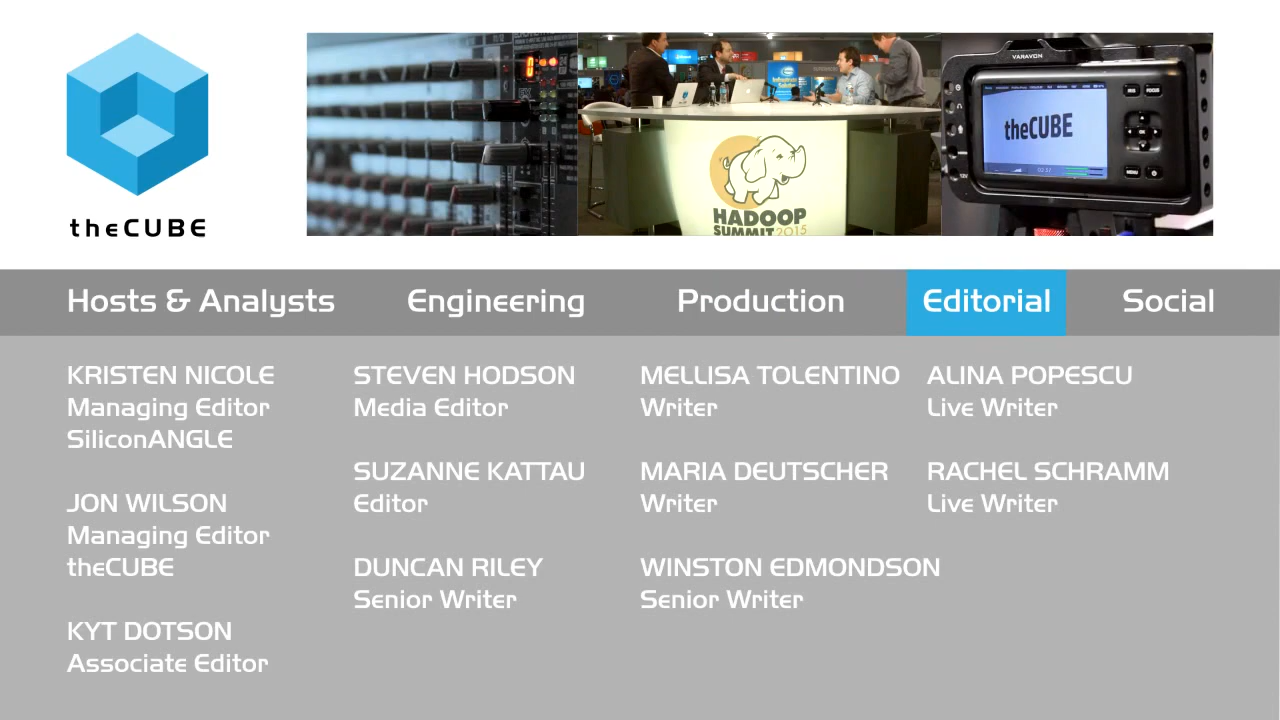 theCUBE
HADOOP
SUMMIT 2015
VARAVON
theCUBE
Hosts & Analysts
Engineering
Production
Editorial
Social
KRISTEN NICOLE
Managing Editor
SiliconANGLE
JON WILSON
Managing Editor
theCUBE
KYT DOTSON
Associate Editor
STEVEN HODSON
Media Editor
SUZANNE KATTAU
Editor
DUNCAN RILEY
Senior Writer
MELLISA TOLENTINO
Writer
MARIA DEUTSCHER
Writer
WINSTON EDMONDSON
Senior Writer
ALINA POPESCU
Live Writer
RACHEL SCHRAMM
Live Writer